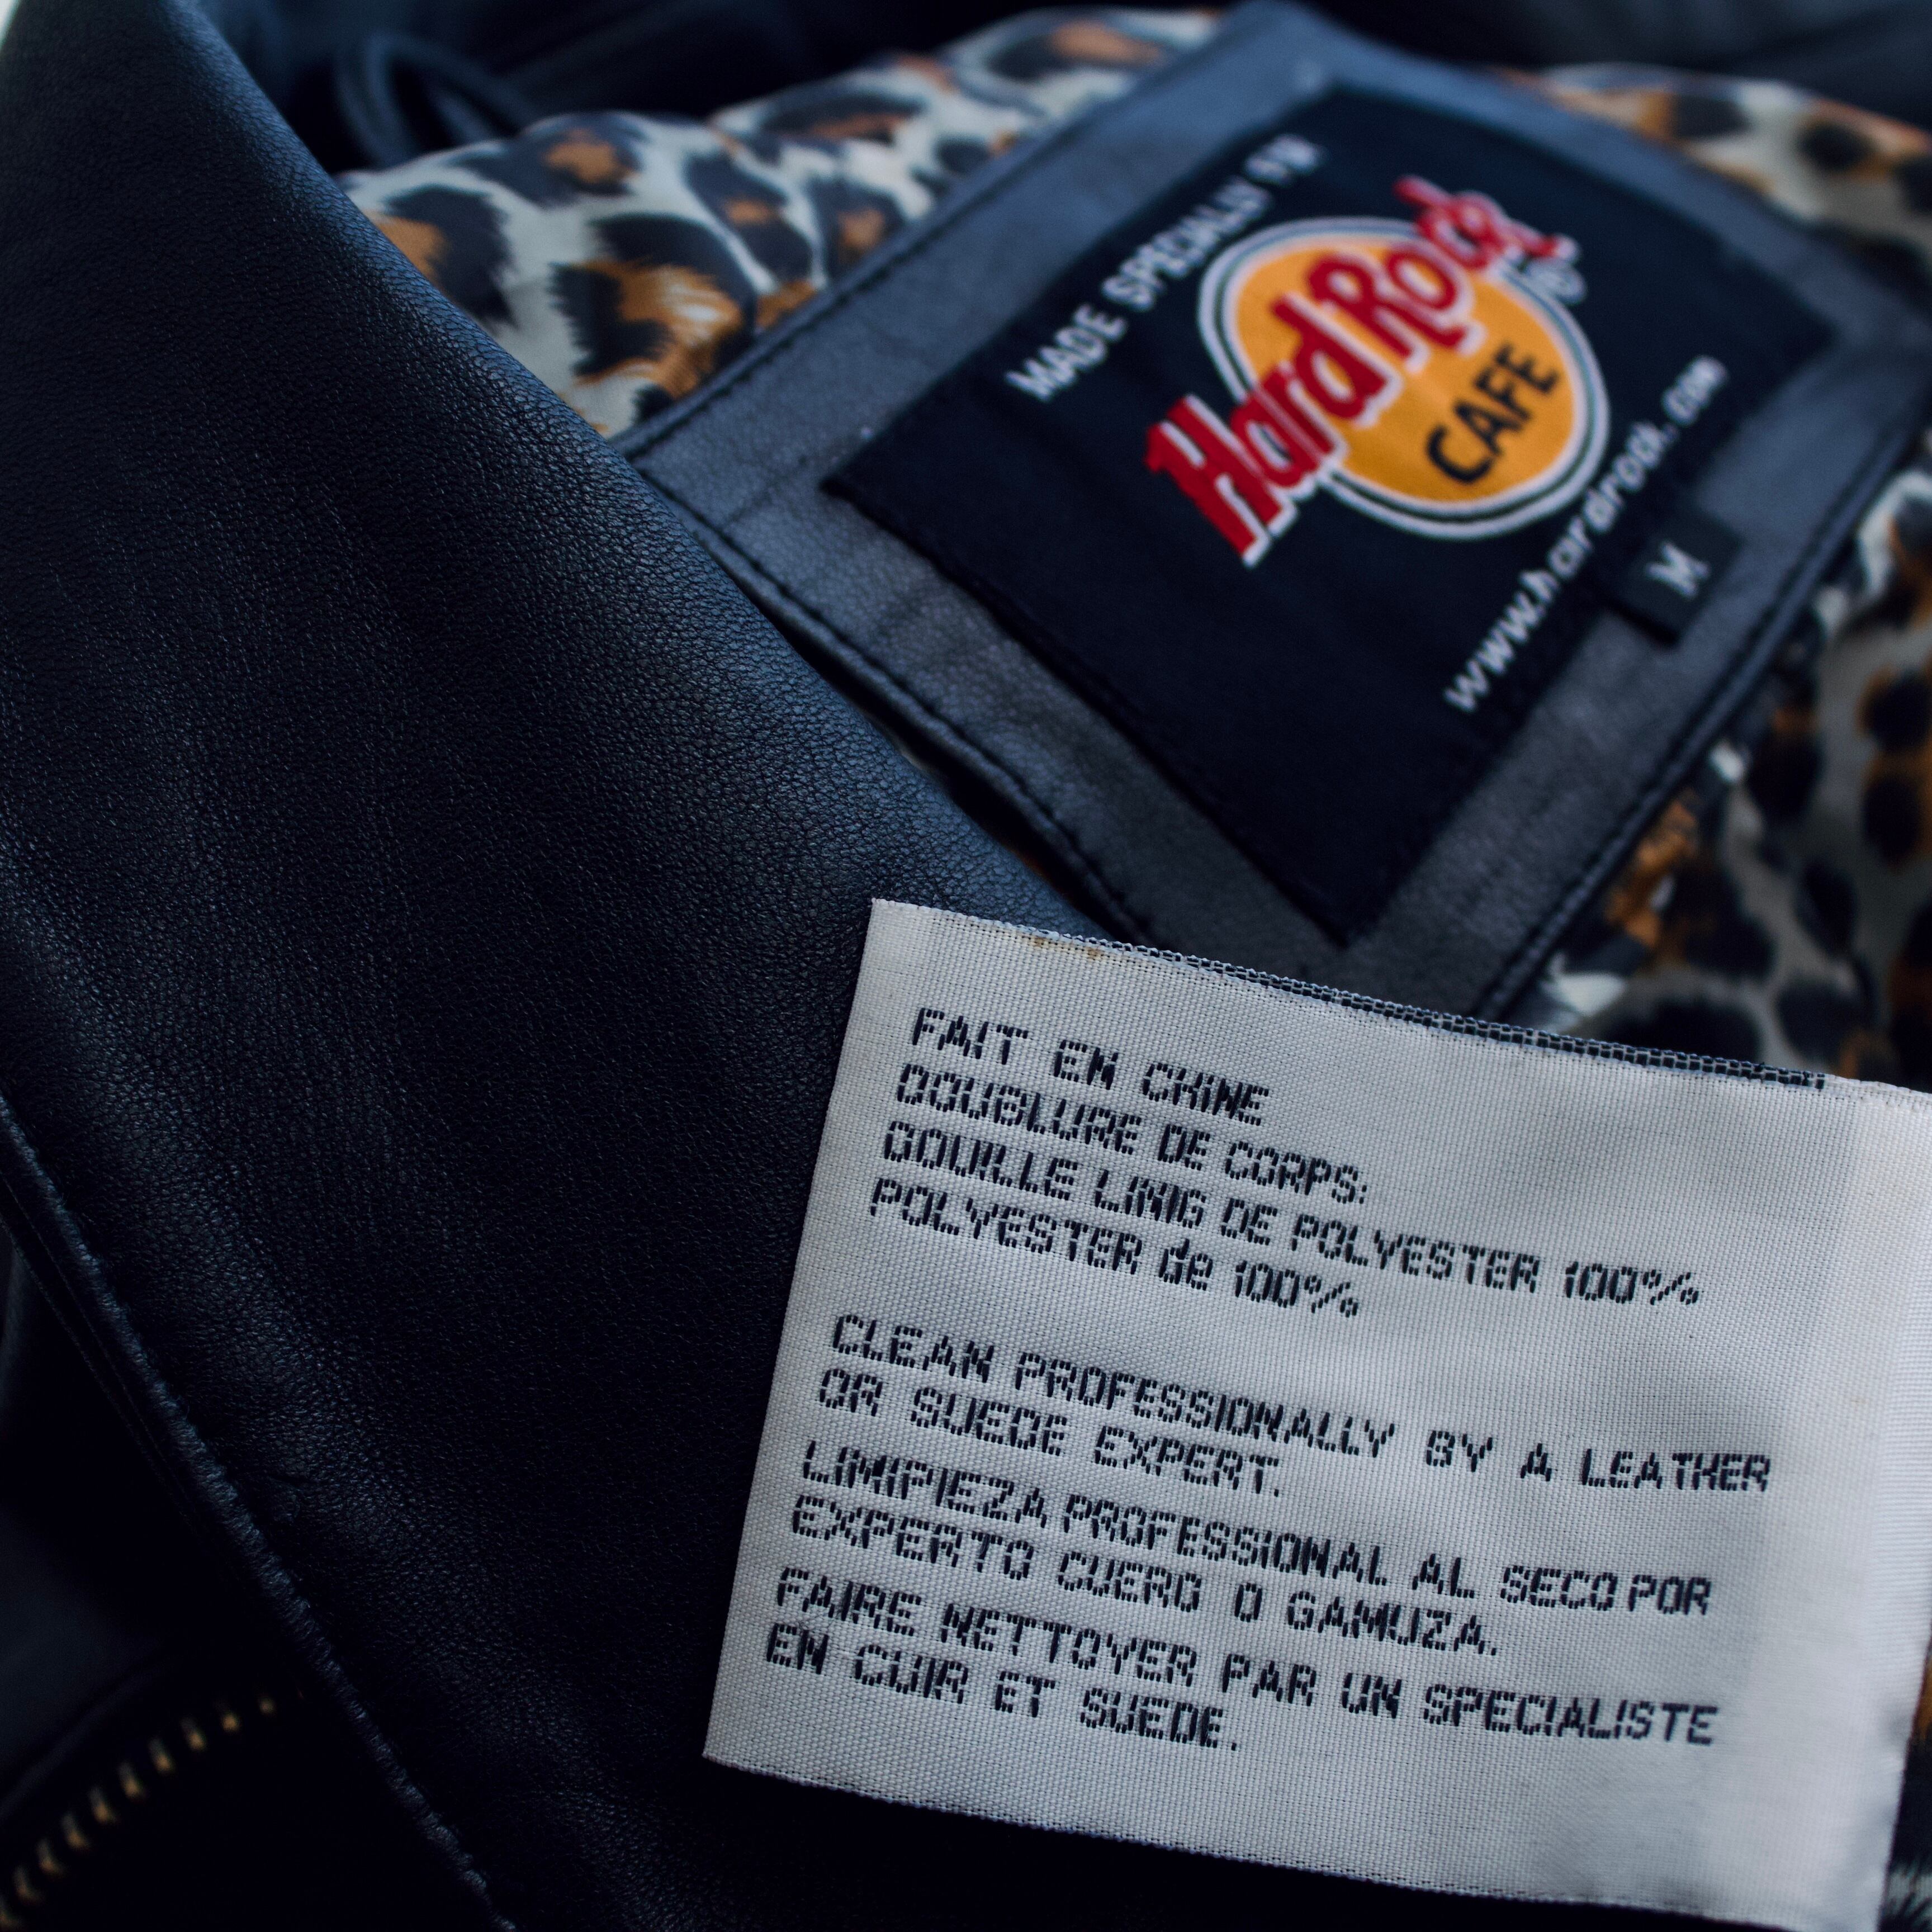 MADE SPECIALLY FOR
Hard Rock
CAFE
www.hardrock.com
M
FAIT EN CHINE
DOUBLURE DE CORPS:
DOUILLE LINIG DE POLYESTER 100%
POLYESTER de 100%
CLEAN PROFESSIONALLY BY A LEATHER
OR SUEDE EXPERT.
LIMIPIEZA PROFESSIONAL AL SECO POR
EXPERTO CUERO O GAMUZA.
FAIRE NETTOYER PAR UN SPECIALISTE
EN CUIR ET SUEDE.